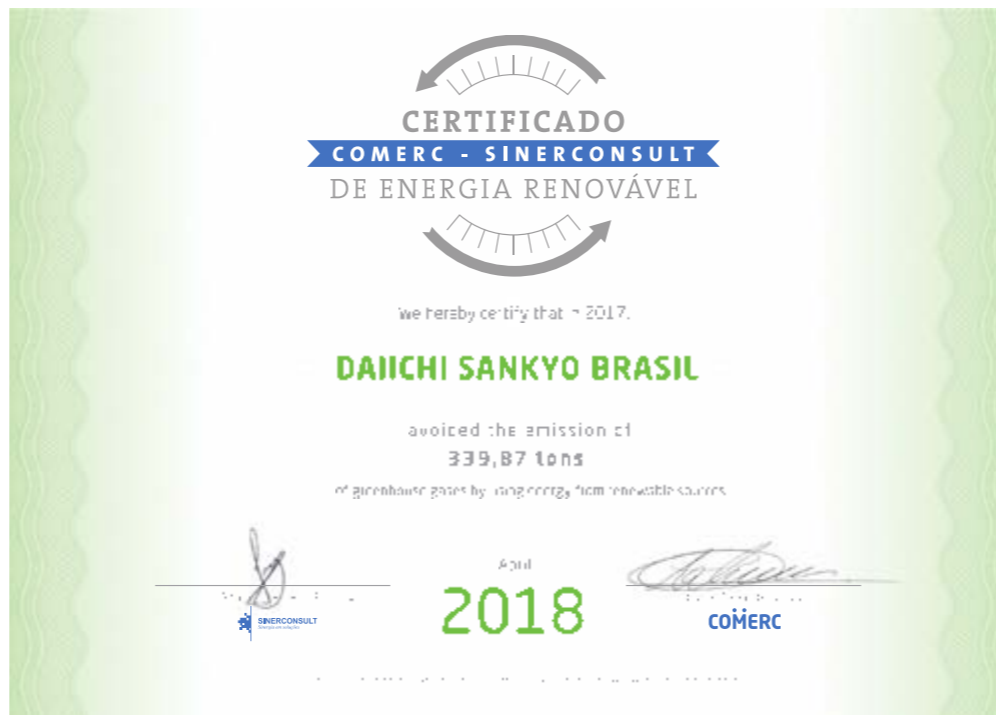 CERTIFICADO
COMERC - SINERCONSULT
DE ENERGIA RENOVÁVEL
We hereby certify that in 2017,
DAIICHI SANKYO BRASIL
avoided the emission of
339,87 tons
of greenhouse gases by using energy from renewable sources
April
2018
SINERCONSULT
COMERC